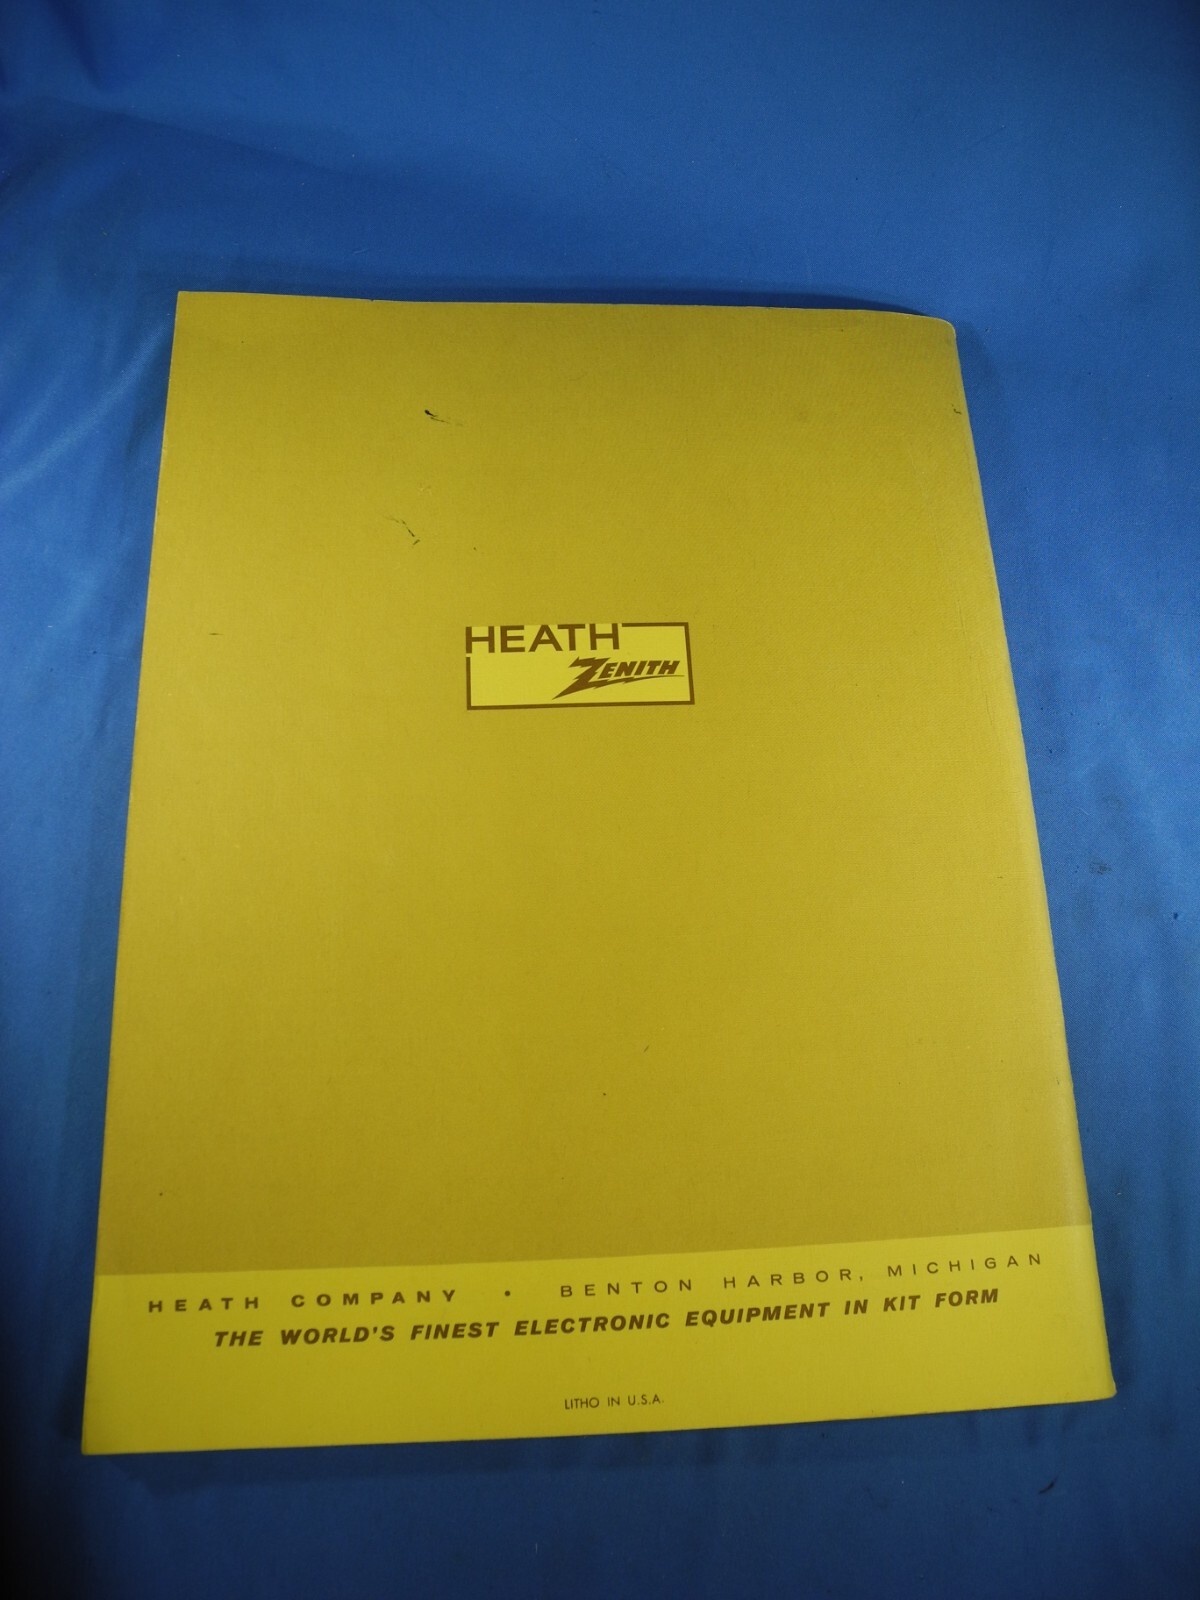 HEATH
ZENITH
HEATH COMPANY • BENTON HARBOR, MICHIGAN
THE WORLD'S FINEST ELECTRONIC EQUIPMENT IN KIT FORM
LITHO IN U.S.A.